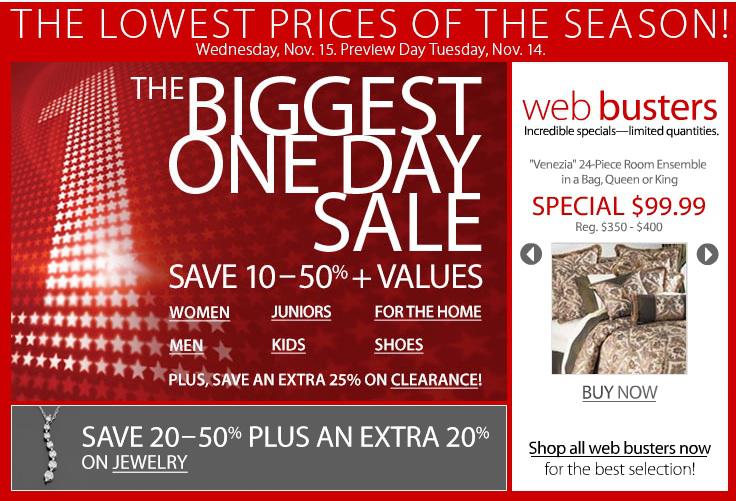 THE LOWEST PRICES OF THE SEASON!
Wednesday, Nov. 15. Preview Day Tuesday, Nov. 14.
THE BIGGEST
ONE DAY
SALE
SAVE 10–50% + VALUES
WOMEN JUNIORS FOR THE HOME
MEN KIDS SHOES
PLUS, SAVE AN EXTRA 25% ON CLEARANCE!
SAVE 20–50% PLUS AN EXTRA 20%
ON JEWELRY
web busters
Incredible specials—limited quantities.
"Venezia" 24-Piece Room Ensemble
in a Bag, Queen or King
SPECIAL $99.99
Reg. $350 - $400
BUY NOW
Shop all web busters now
for the best selection!